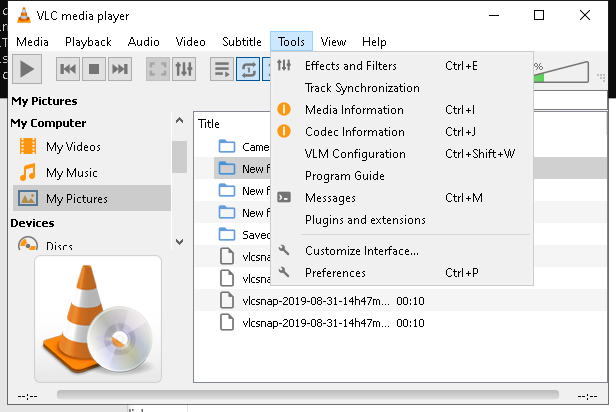 VLC media player
Media Playback Audio Video Subtitle Tools View Help
Effects and Filters Ctrl+E
Track Synchronization
Media Information Ctrl+I
Codec Information Ctrl+J
VLM Configuration Ctrl+Shift+W
Program Guide
Messages Ctrl+M
Plugins and extensions
Customize Interface...
Preferences Ctrl+P
%
My Pictures
My Computer
My Videos
My Music
My Pictures
Devices
Discs
Title
Came
New f
New f
New f
Saved
vlcsnap
vlcsnap
vlcsnap-2019-08-31-14h47m... 00:10
vlcsnap-2019-08-31-14h47m... 00:10
--:-- --:--